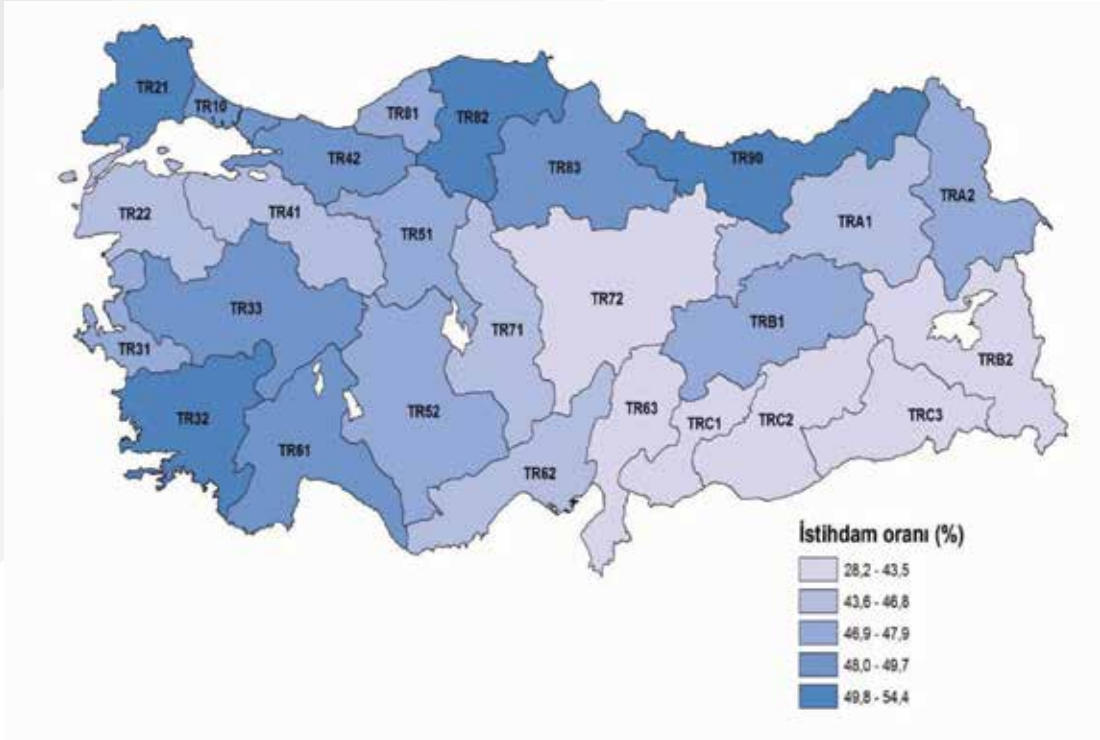 TR21
TR10
TR81
TR82
TR42
TR83
TR90
TRA2
TR22
TR41
TR51
TRA1
TR33
TR72
TR71
TRB1
TR31
TRB2
TR32
TR52
TR63
TRC1
TRC2
TRC3
TR61
TR62
İstihdam oranı (%)
28,2 - 43,5
43,6 - 46,8
46,9 - 47,9
48,0 - 49,7
49,8 - 54,4